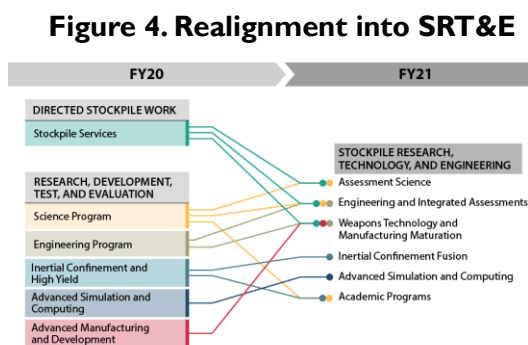 Figure 4. Realignment into SRT&E
FY20
FY21
DIRECTED STOCKPILE WORK
Stockpile Services
RESEARCH, DEVELOPMENT,
TEST, AND EVALUATION
Science Program
Engineering Program
Inertial Confinement and
High Yield
Advanced Simulation and
Computing
Advanced Manufacturing
and Development
STOCKPILE RESEARCH,
TECHNOLOGY, AND ENGINEERING
Assessment Science
Engineering and Integrated Assessments
Weapons Technology and
Manufacturing Maturation
Inertial Confinement Fusion
Advanced Simulation and Computing
Academic Programs